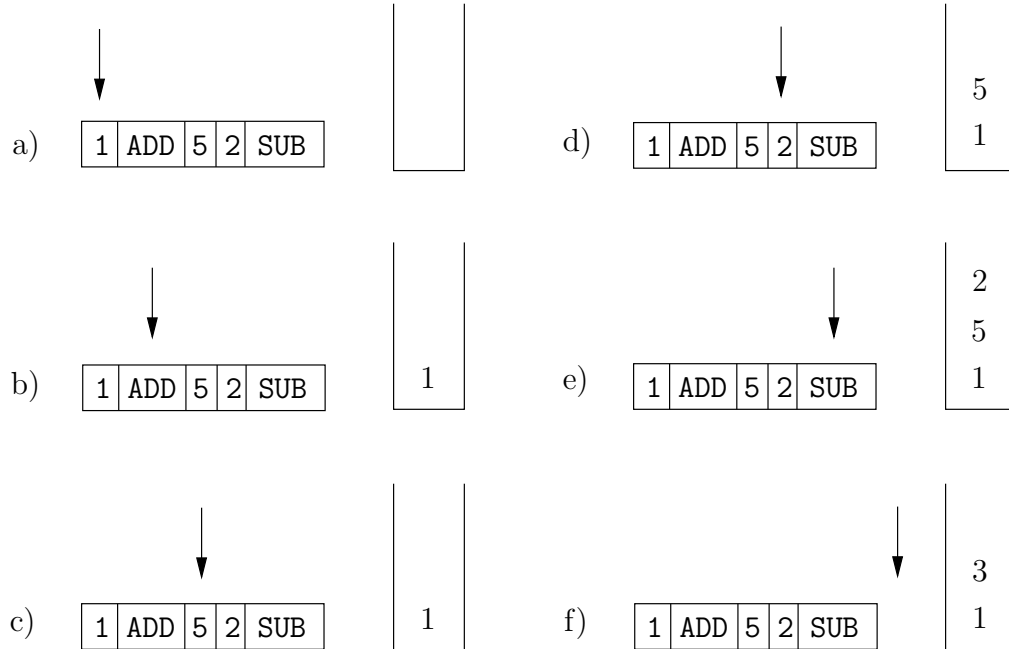 a) 1 ADD 5 2 SUB
b) 1 ADD 5 2 SUB 1
c) 1 ADD 5 2 SUB 1
5
d) 1 ADD 5 2 SUB 1
2
5
e) 1 ADD 5 2 SUB 1
3
f) 1 ADD 5 2 SUB 1